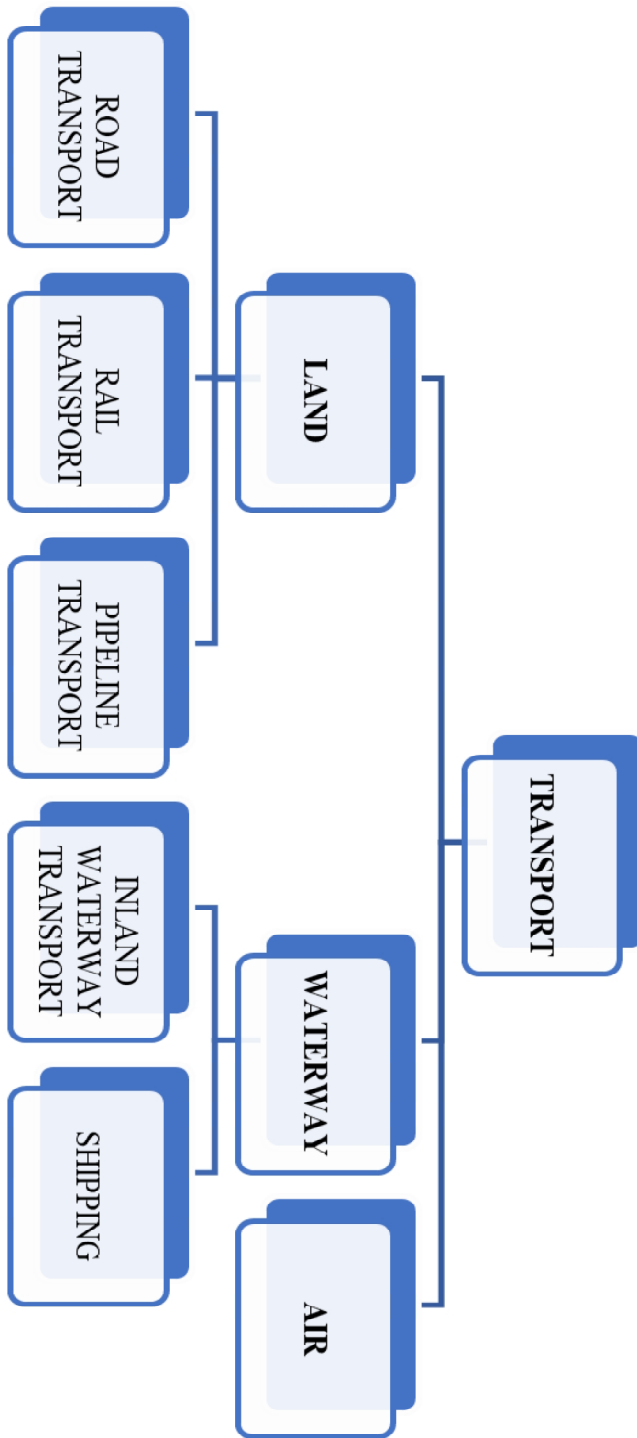 TRANSPORT
LAND
WATERWAY
AIR
ROAD
TRANSPORT
RAIL
TRANSPORT
PIPELINE
TRANSPORT
INLAND
WATERWAY
TRANSPORT
SHIPPING